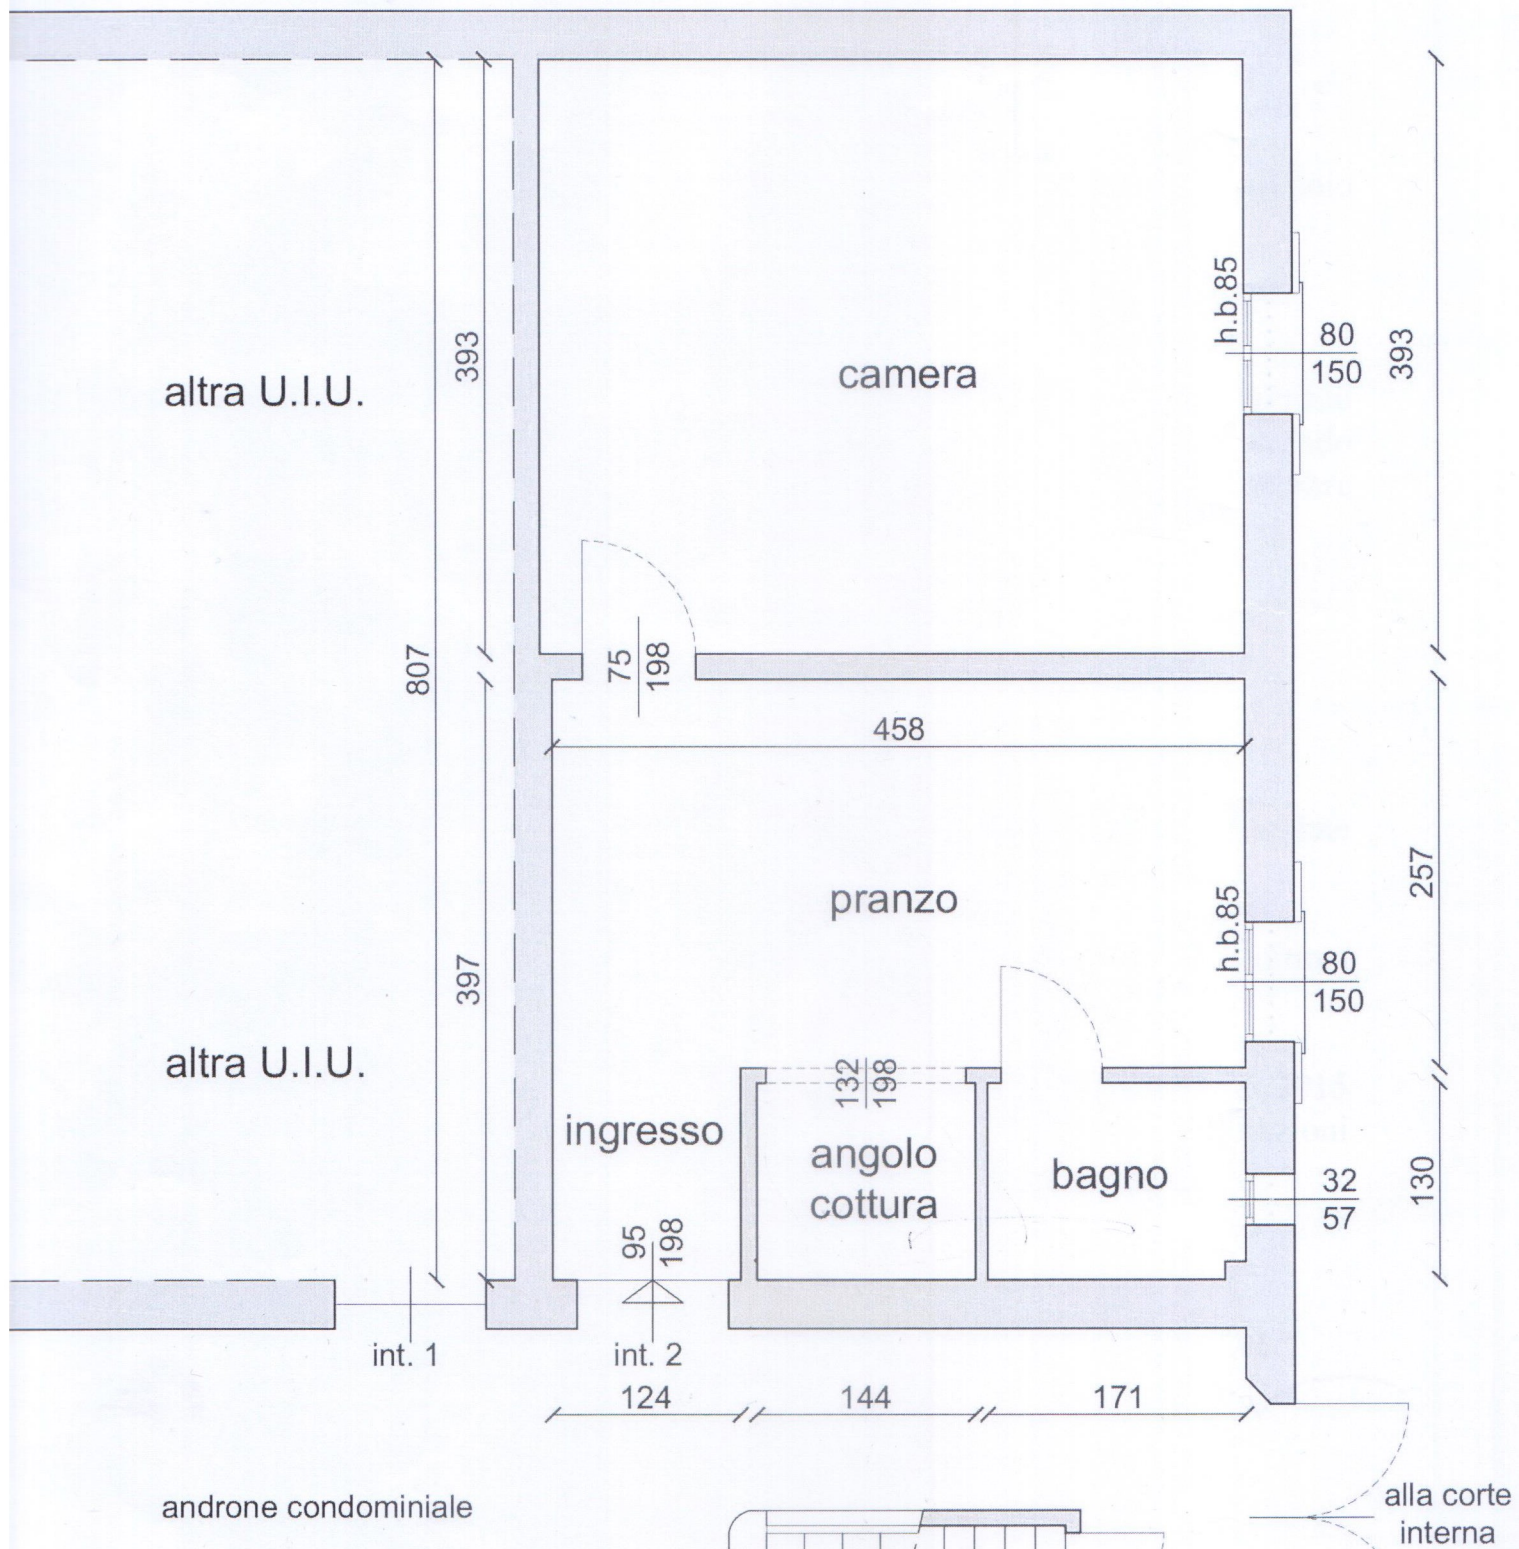 393
h.b.85
80
150
393
camera
altra U.I.U.
807
75
198
458
257
pranzo
h.b.85
80
150
397
altra U.I.U.
132
198
ingresso
angolo
cottura
bagno
130
32
57
95
198
int. 1
int. 2
124
144
171
androne condominiale
alla corte
interna